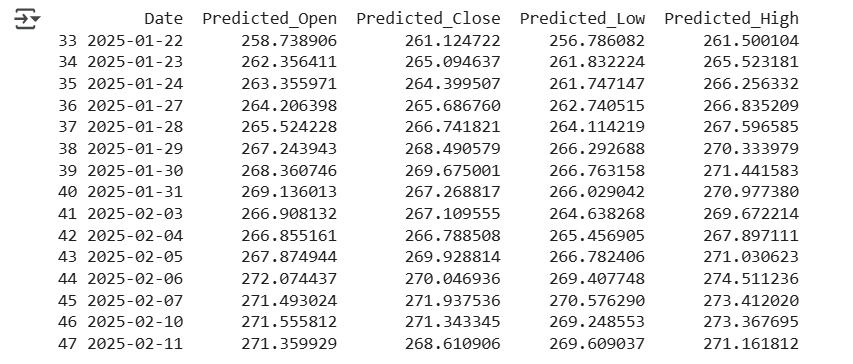 Date Predicted_Open Predicted_Close Predicted_Low Predicted_High
33 2025-01-22 258.738906 261.124722 256.786082 261.500104
34 2025-01-23 262.356411 265.094637 261.832224 265.523181
35 2025-01-24 263.355971 264.399507 261.747147 266.256332
36 2025-01-27 264.206398 265.686760 262.740515 266.835209
37 2025-01-28 265.524228 266.741821 264.114219 267.596585
38 2025-01-29 267.243943 268.490579 266.292688 270.333979
39 2025-01-30 268.360746 269.675001 266.763158 271.441583
40 2025-01-31 269.136013 267.268817 266.029042 270.977380
41 2025-02-03 266.908132 267.109555 264.638268 269.672214
42 2025-02-04 266.855161 266.788508 265.456905 267.897111
43 2025-02-05 267.874944 269.928814 266.782406 271.030623
44 2025-02-06 272.074437 270.046936 269.407748 274.511236
45 2025-02-07 271.493024 271.937536 270.576290 273.412020
46 2025-02-10 271.555812 271.343345 269.248553 273.367695
47 2025-02-11 271.359929 268.610906 269.609037 271.161812